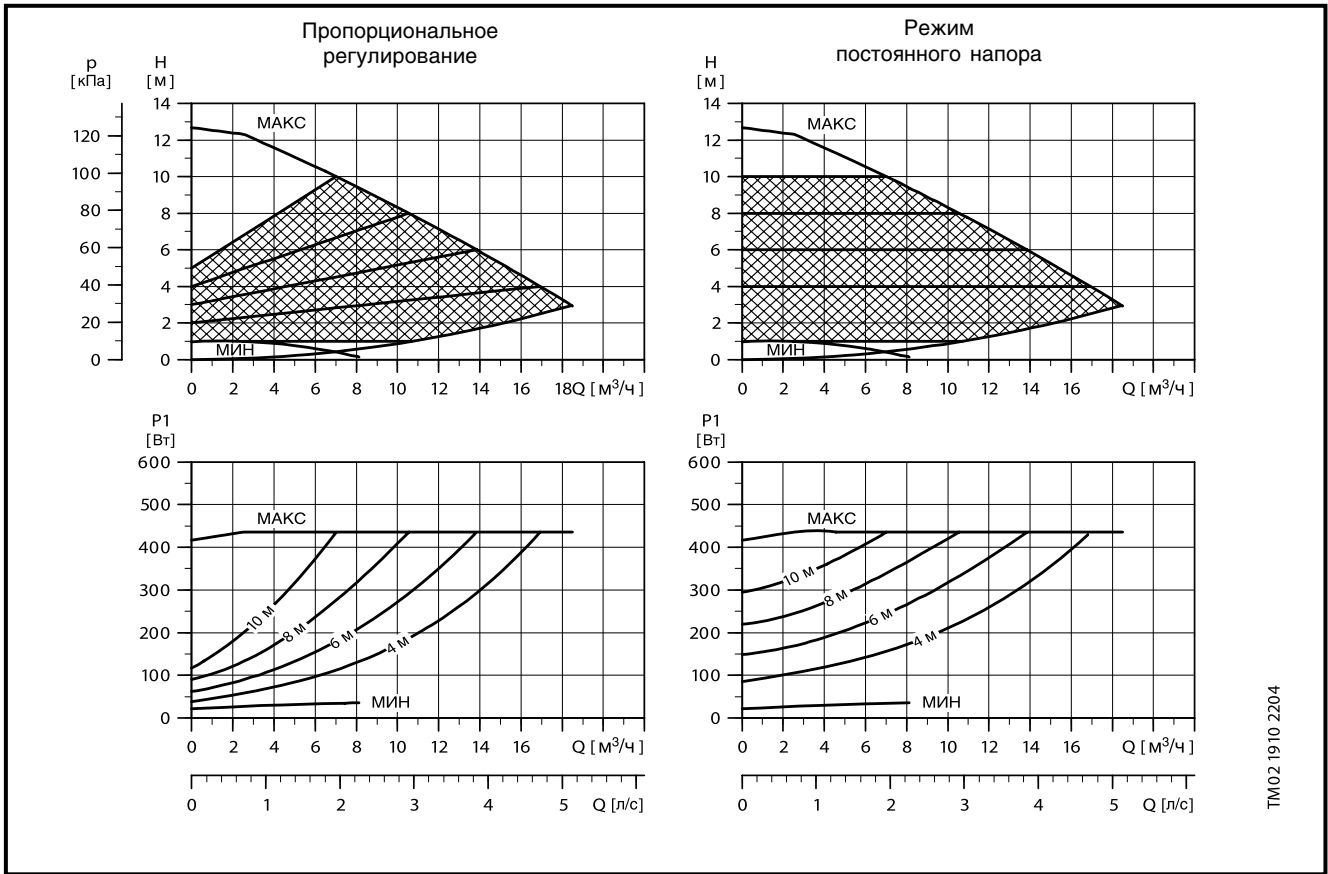 Пропорциональное
регулирование
Режим
постоянного напора
p
[кПа]
H
[м]
H
[м]
14
12
10
8
6
4
2
0
120
100
80
60
40
20
0
МАКС
МИН
0 2 4 6 8 10 12 14 16 18Q [м³/ч]
14
12
10
8
6
4
2
0
МАКС
МИН
0 2 4 6 8 10 12 14 16 Q [м³/ч]
P1
[Вт]
600
500
400
300
200
100
0
МАКС
10 м
8 м
6 м
4 м
МИН
0 2 4 6 8 10 12 14 16 Q [м³/ч]
0 1 2 3 4 5 Q [л/с]
P1
[Вт]
600
500
400
300
200
100
0
МАКС
10 м
8 м
6 м
4 м
МИН
0 2 4 6 8 10 12 14 16 Q [м³/ч]
0 1 2 3 4 5 Q [л/с]
TM02 1910 2204